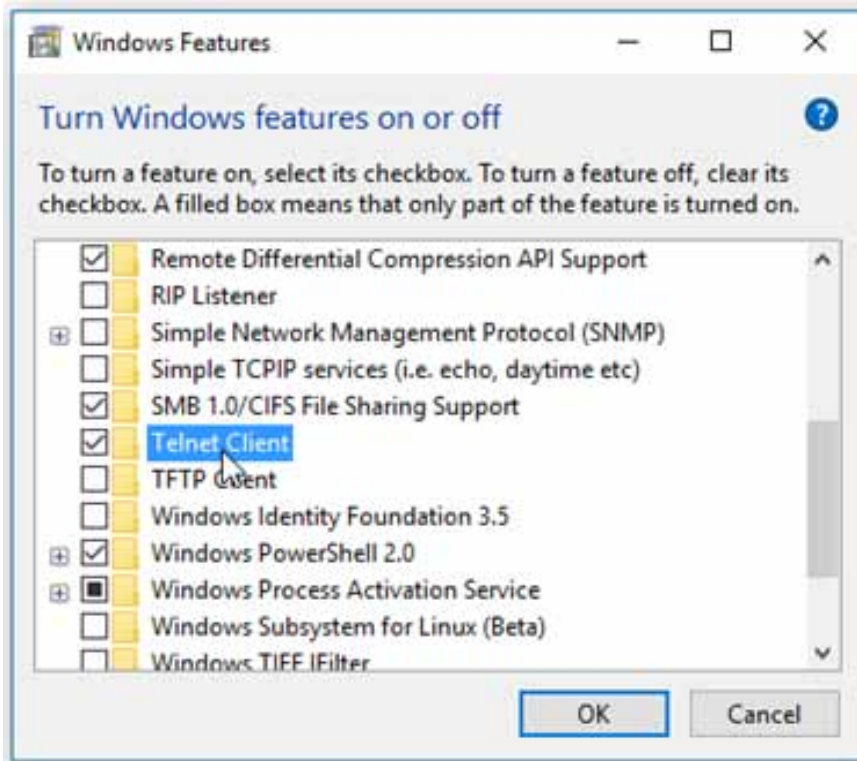 Windows Features
Turn Windows features on or off
To turn a feature on, select its checkbox. To turn a feature off, clear its
checkbox. A filled box means that only part of the feature is turned on.
Remote Differential Compression API Support
RIP Listener
Simple Network Management Protocol (SNMP)
Simple TCPIP services (i.e. echo, daytime etc)
SMB 1.0/CIFS File Sharing Support
Telnet Client
TFTP Client
Windows Identity Foundation 3.5
Windows PowerShell 2.0
Windows Process Activation Service
Windows Subsystem for Linux (Beta)
Windows TIFF IFilter
OK
Cancel